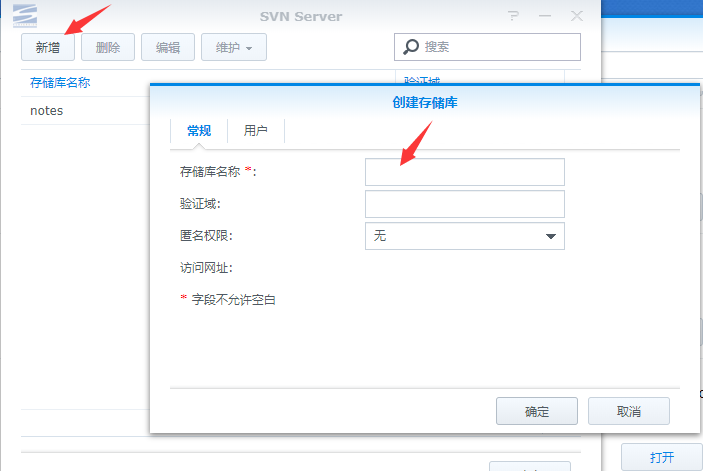 SVN Server
新增 删除 编辑 维护 搜索
存储库名称 验证域
notes
创建存储库
常规 用户
存储库名称 *:
验证域:
匿名权限: 无
访问网址:
* 字段不允许空白
确定 取消
打开